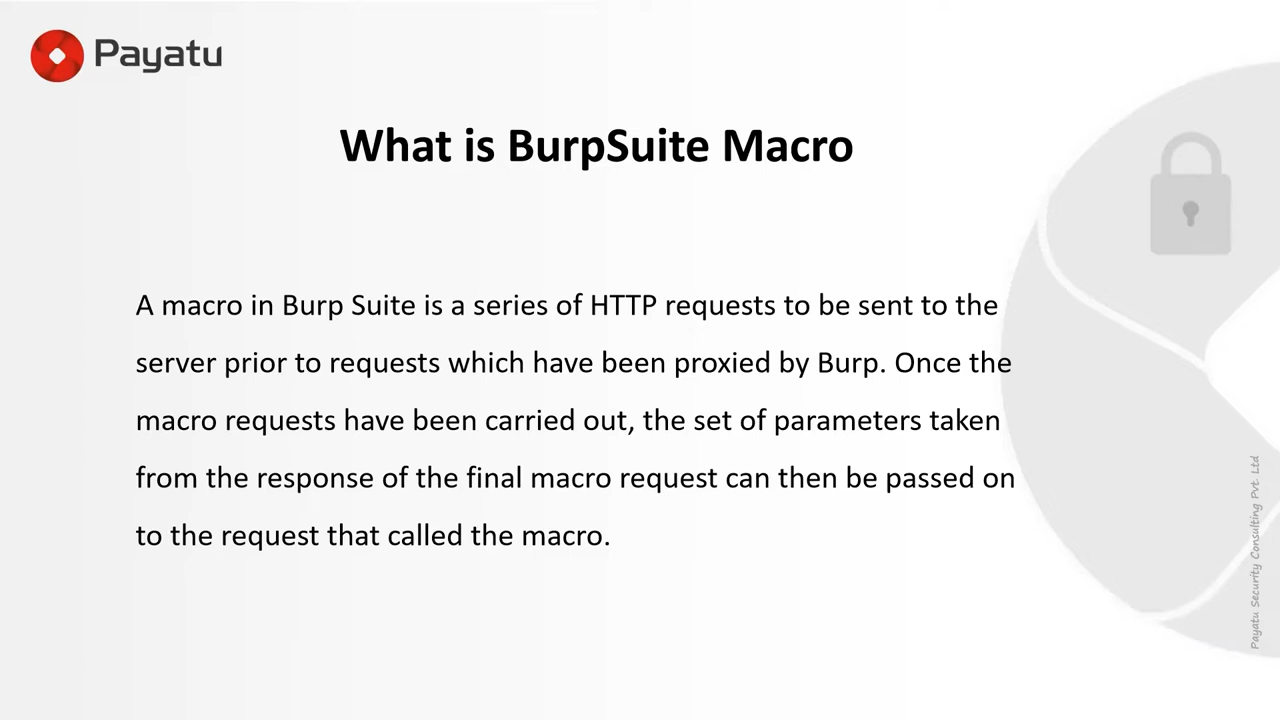 Payatu
What is BurpSuite Macro
A macro in Burp Suite is a series of HTTP requests to be sent to the
server prior to requests which have been proxied by Burp. Once the
macro requests have been carried out, the set of parameters taken
from the response of the final macro request can then be passed on
to the request that called the macro.
Payatu Security Consulting Pvt. Ltd